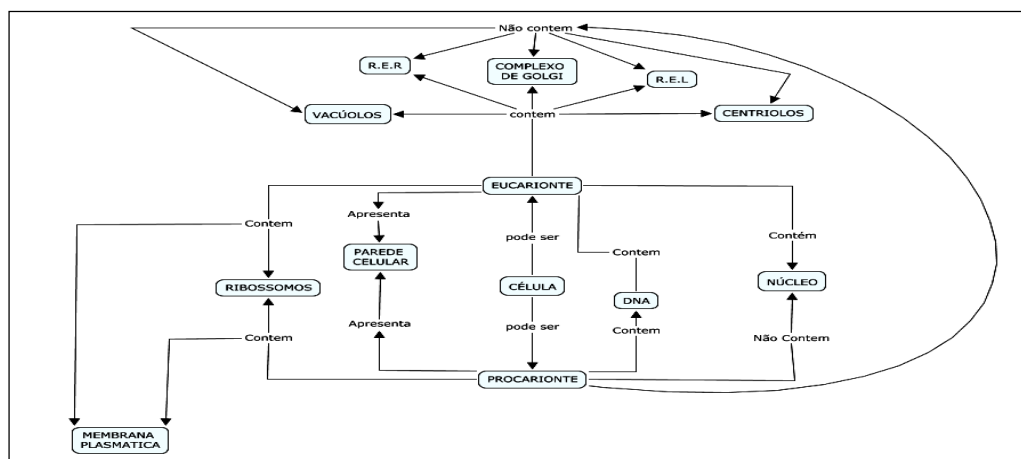 Não contem
R.E.R
COMPLEXO
DE GOLGI
R.E.L
VACÚOLOS
contem
CENTRIOLOS
EUCARIONTE
Contem
Apresenta
pode ser
Contem
Contém
PAREDE
CELULAR
RIBOSSOMOS
CÉLULA
DNA
NÚCLEO
Contem
Apresenta
pode ser
Contem
Não Contem
PROCARIONTE
MEMBRANA
PLASMATICA